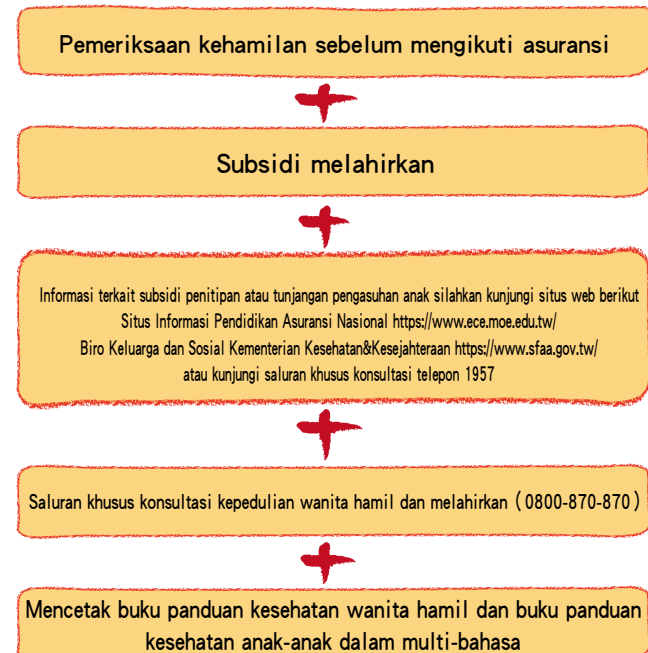 Pemeriksaan kehamilan sebelum mengikuti asuransi
Subsidi melahirkan
Informasi terkait subsidi penitipan atau tunjangan pengasuhan anak silahkan kunjungi situs web berikut
Situs Informasi Pendidikan Asuransi Nasional https://www.ece.moe.edu.tw/
Biro Keluarga dan Sosial Kementerian Kesehatan&Kesejahteraan https://www.sfaa.gov.tw/
atau kunjungi saluran khusus konsultasi telepon 1957
Saluran khusus konsultasi kepedulian wanita hamil dan melahirkan ( 0800-870-870 )
Mencetak buku panduan kesehatan wanita hamil dan buku panduan
kesehatan anak-anak dalam multi-bahasa